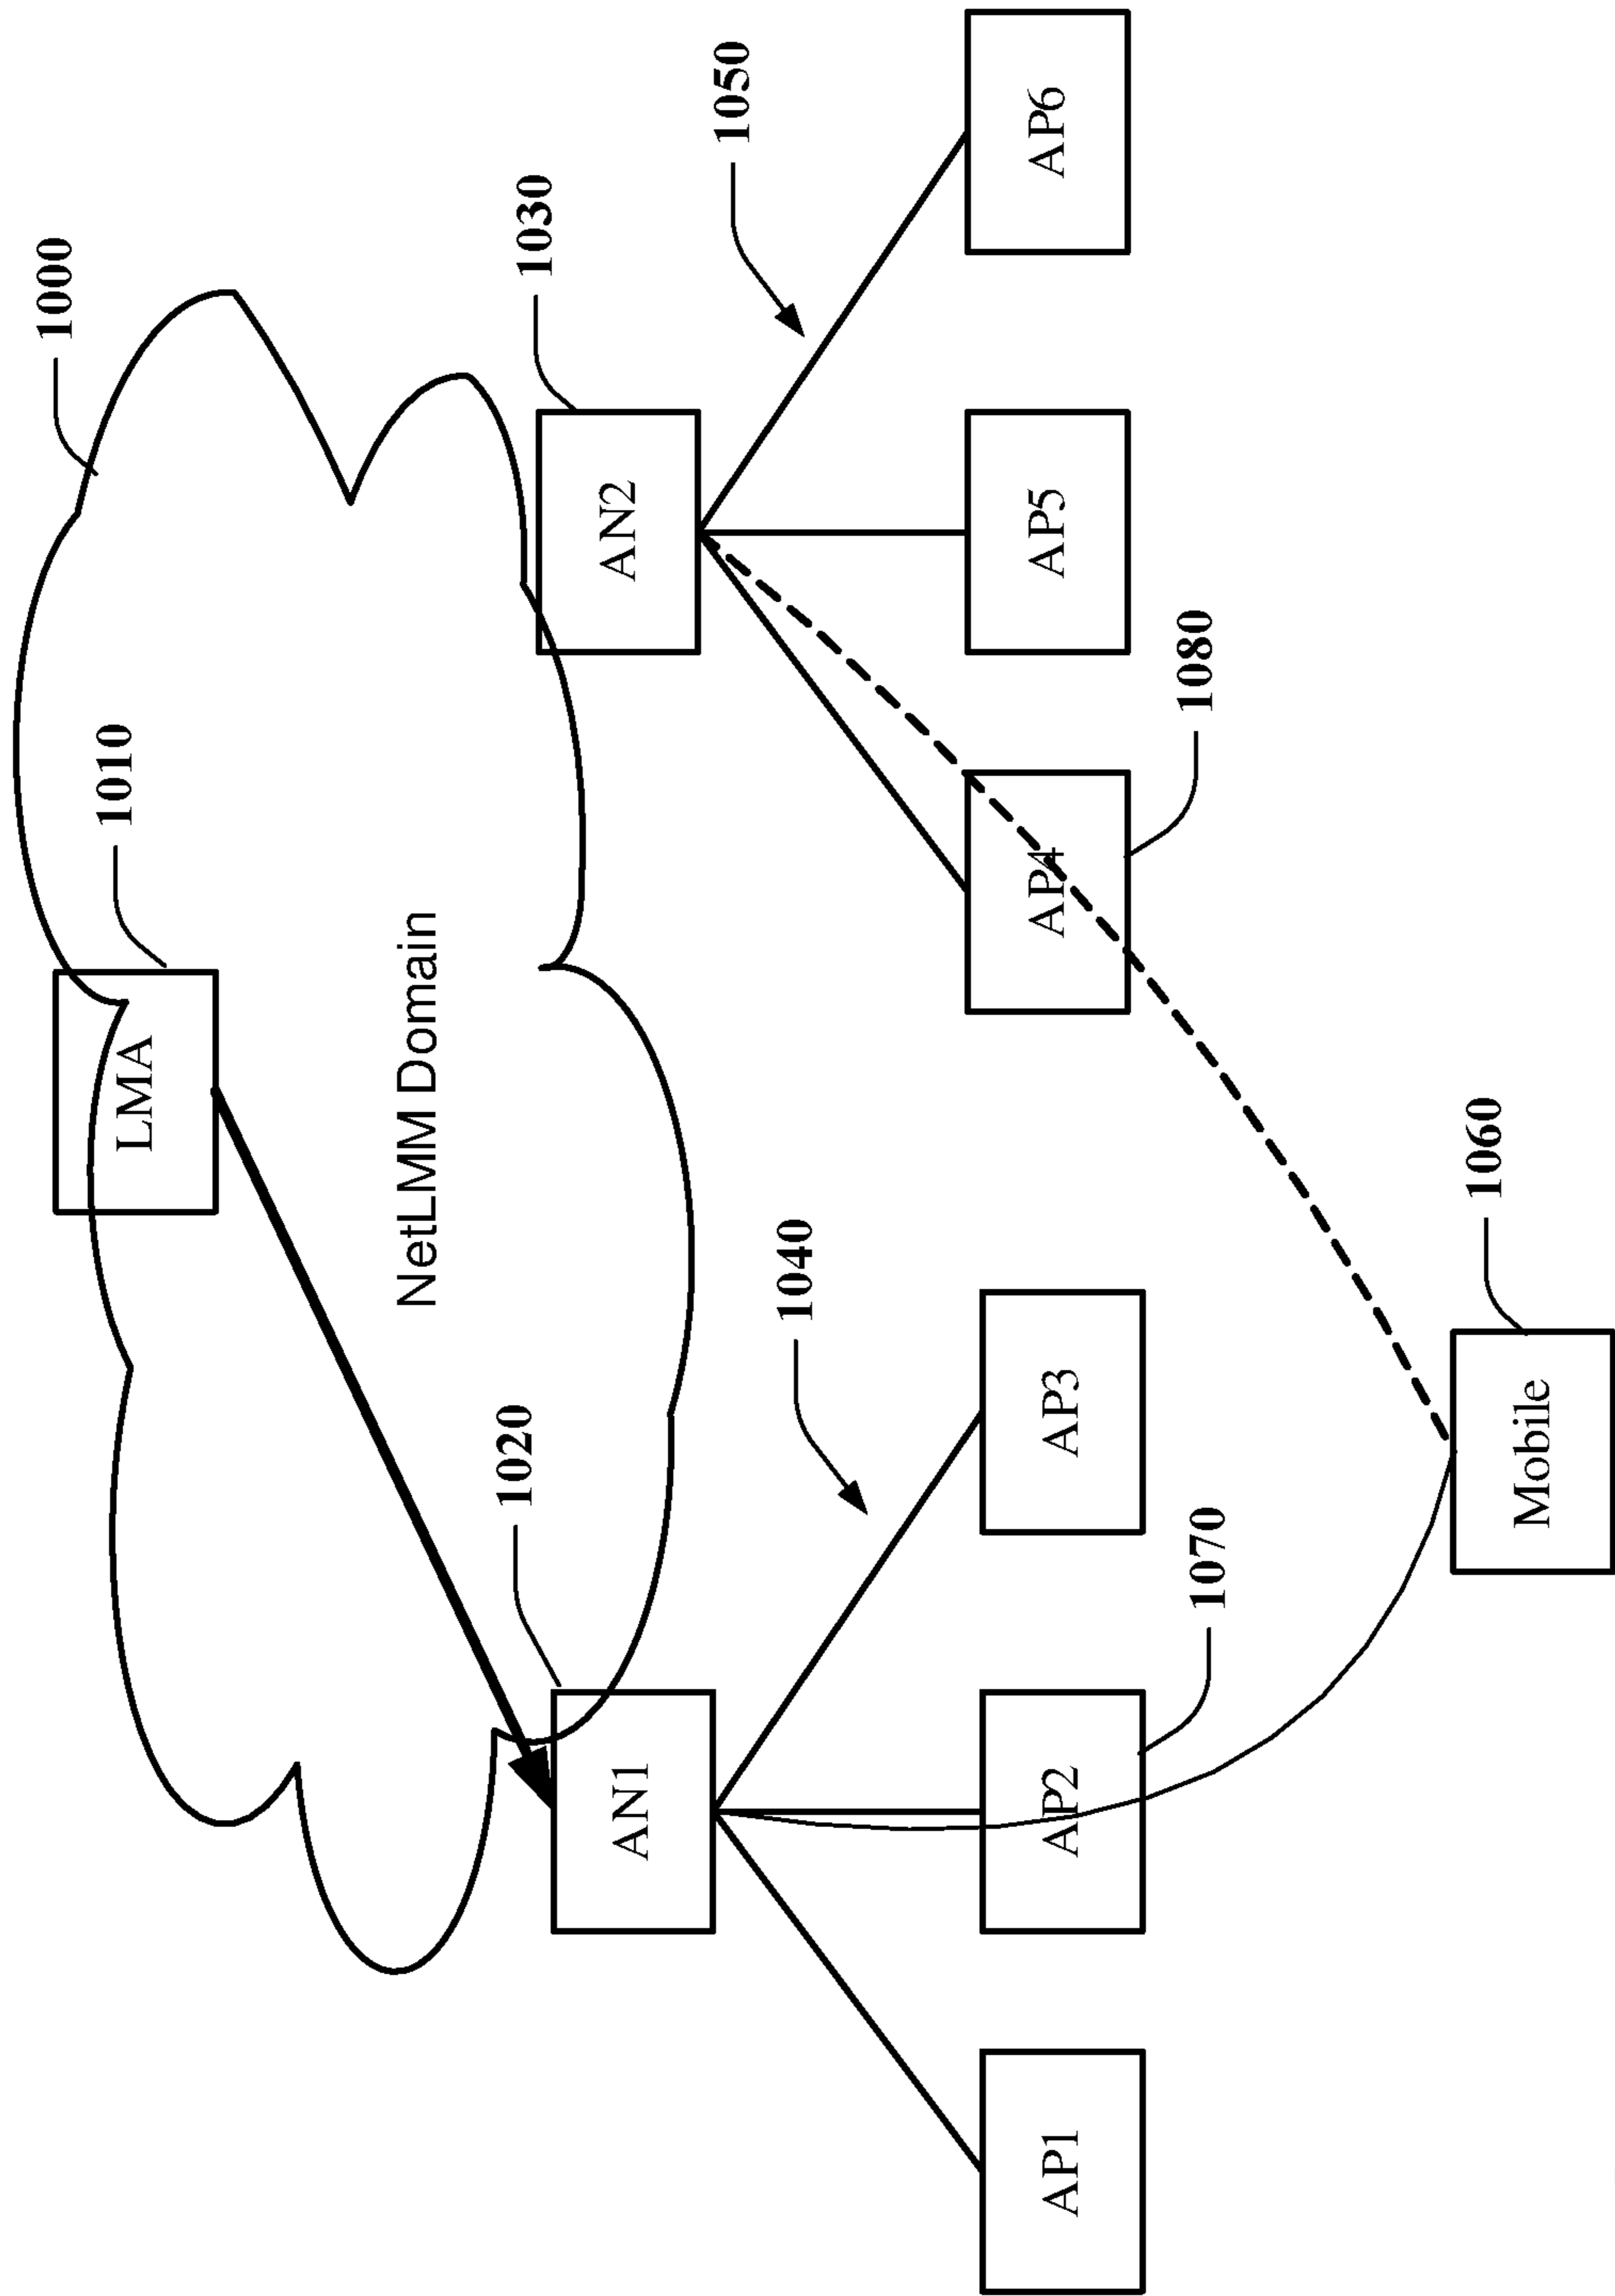 1000
1010
LMA
NetLMM Domain
1020
1030
AN1
AN2
1040
1050
AP1
AP2
AP3
AP4
AP5
AP6
1070
1080
1060
Mobile